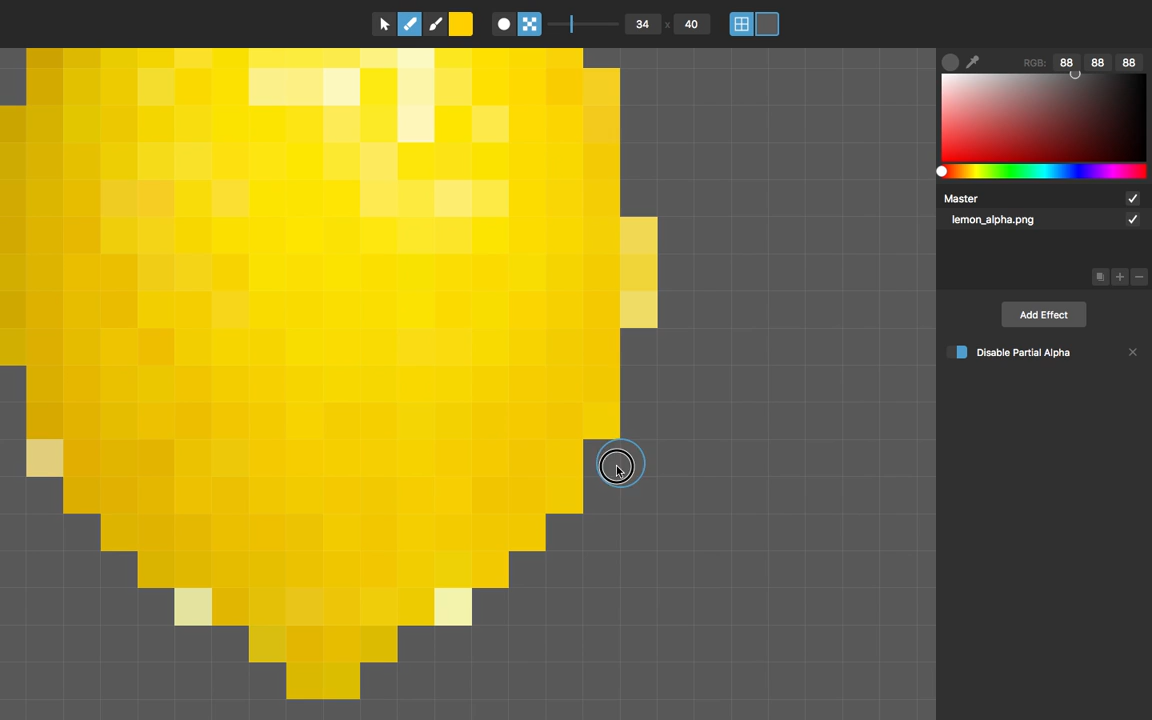 34 x 40
RGB: 88 88 88
Master
lemon_alpha.png
Add Effect
Disable Partial Alpha